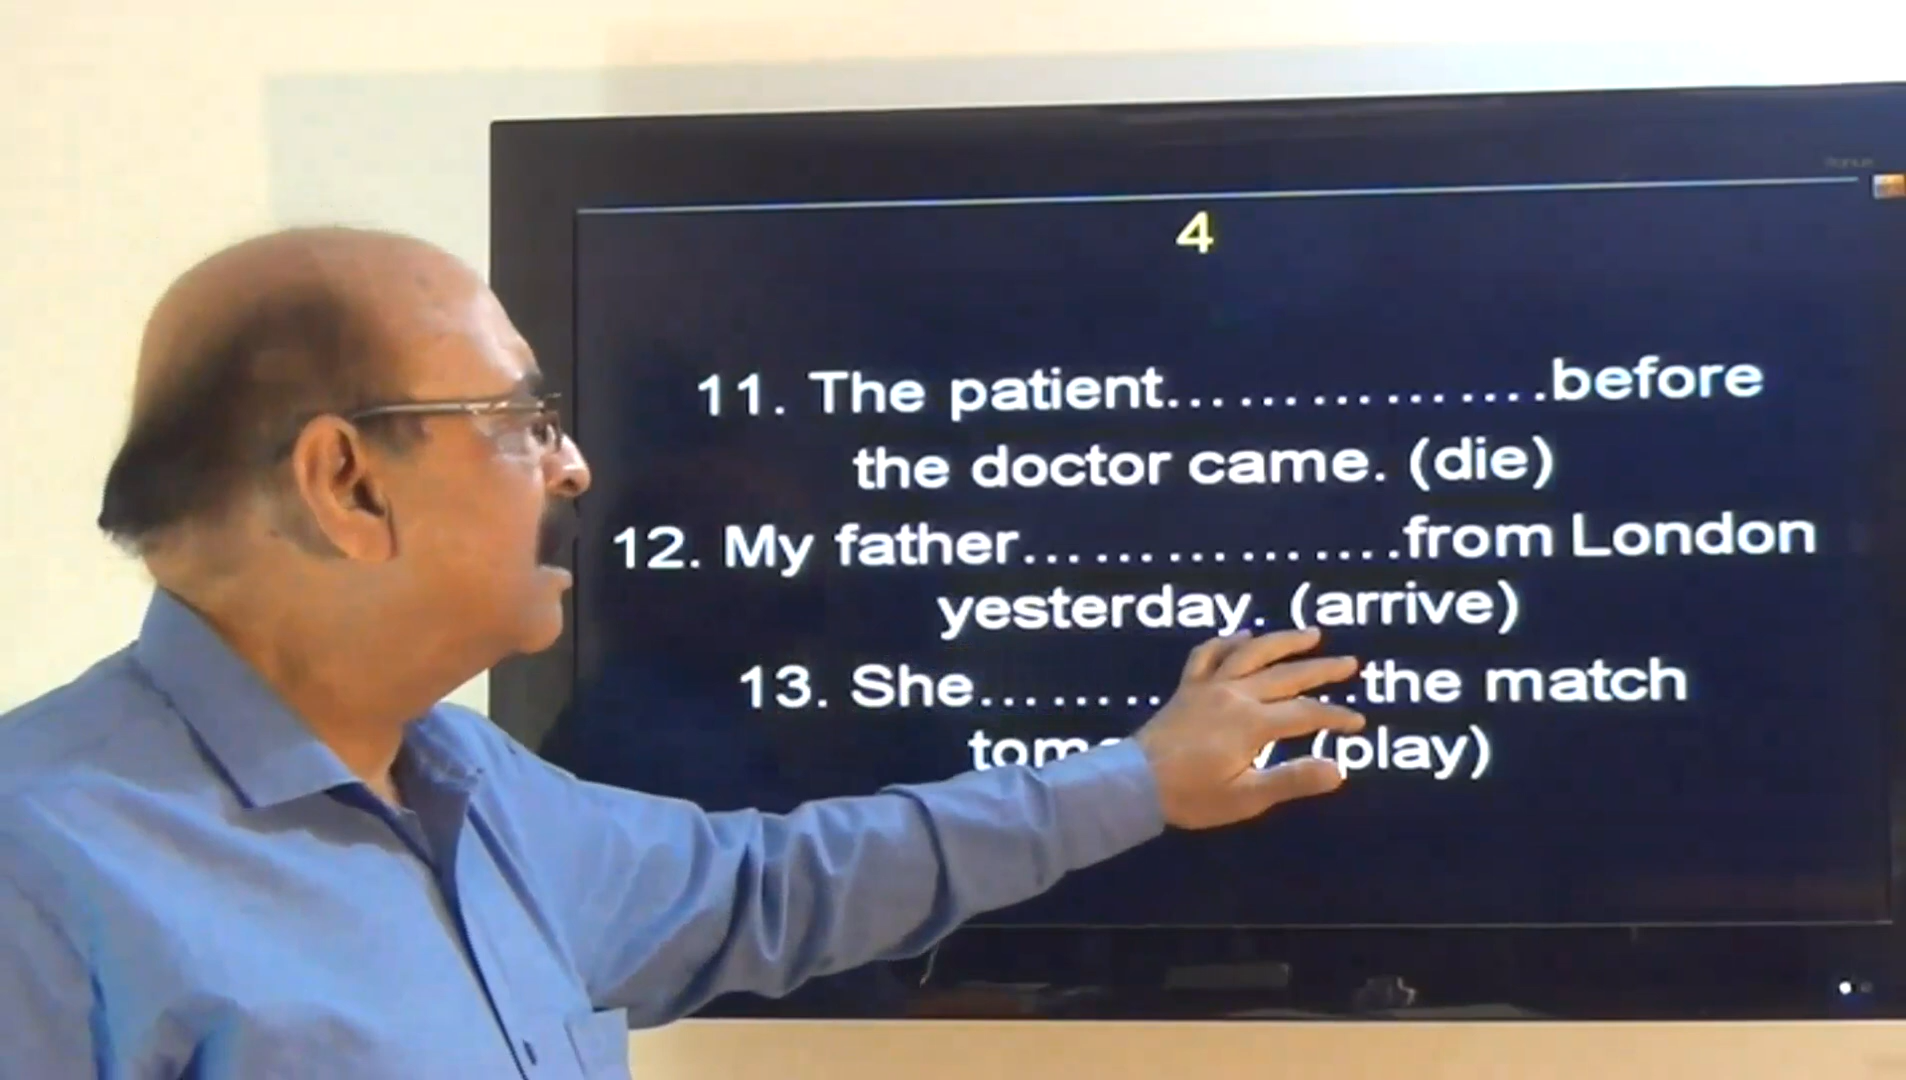 4
11. The patient................before
the doctor came. (die)
12. My father................from London
yesterday. (arrive)
13. She................the match
(play)